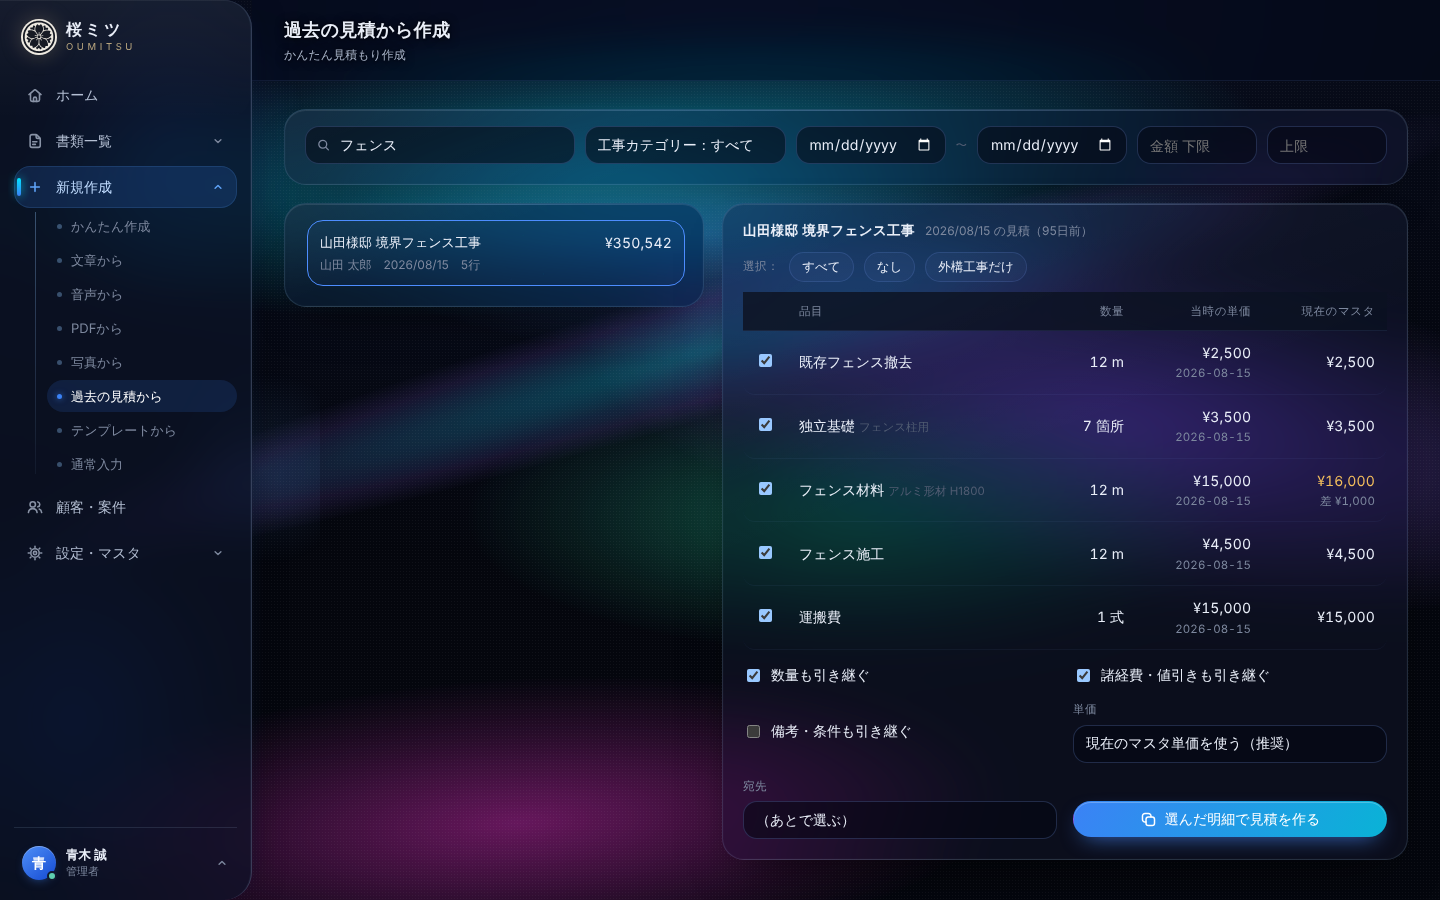 桜ミツ
OUMITSU
ホーム
書類一覧
新規作成
かんたん作成
文章から
音声から
PDFから
写真から
過去の見積から
テンプレートから
通常入力
顧客・案件
設定・マスタ
青
青木 誠
管理者
過去の見積から作成
かんたん見積もり作成
フェンス 工事カテゴリー：すべて mm/dd/yyyy ～ mm/dd/yyyy 金額 下限 上限
山田様邸 境界フェンス工事 ¥350,542
山田 太郎 2026/08/15 5行
山田様邸 境界フェンス工事 2026/08/15 の見積（95日前）
選択： すべて なし 外構工事だけ
品目 数量 当時の単価 現在のマスタ
既存フェンス撤去 12 m ¥2,500 ¥2,500
2026-08-15
独立基礎 フェンス柱用 7 箇所 ¥3,500 ¥3,500
2026-08-15
フェンス材料 アルミ形材 H1800 12 m ¥15,000 ¥16,000
2026-08-15 差 ¥1,000
フェンス施工 12 m ¥4,500 ¥4,500
2026-08-15
運搬費 1 式 ¥15,000 ¥15,000
2026-08-15
数量も引き継ぐ 諸経費・値引きも引き継ぐ
備考・条件も引き継ぐ
単価
現在のマスタ単価を使う（推奨）
宛先
（あとで選ぶ）
選んだ明細で見積を作る